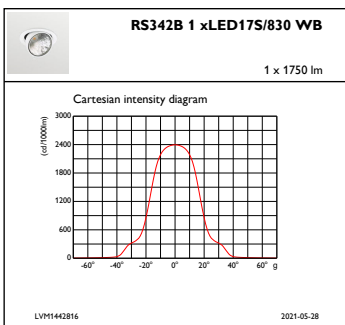 RS342B 1 xLED17S/830 WB
1 x 1750 lm
Cartesian intensity diagram
(cd/1000lm)
3000
2400
1800
1200
600
0
-60° -40° -20° 0° 20° 40° 60° g
LVM1442816 2021-05-28